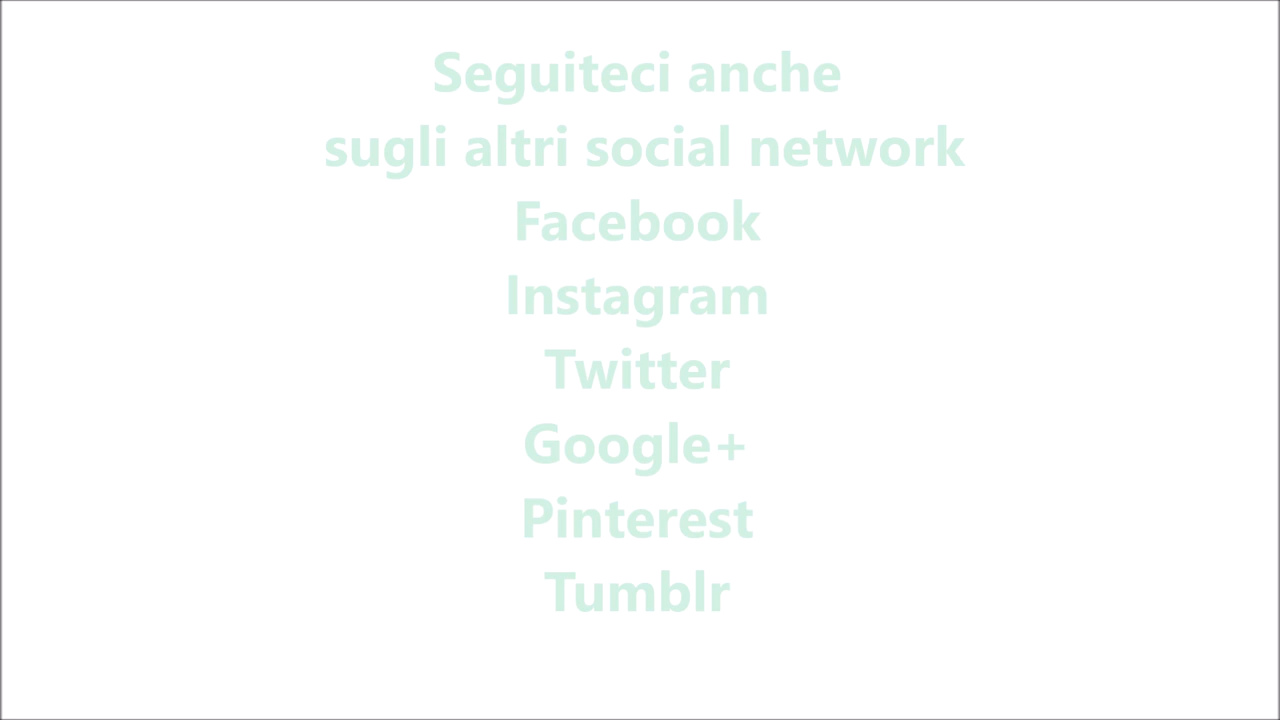 Seguiteci anche
sugli altri social network
Facebook
Instagram
Twitter
Google+
Pinterest
Tumblr